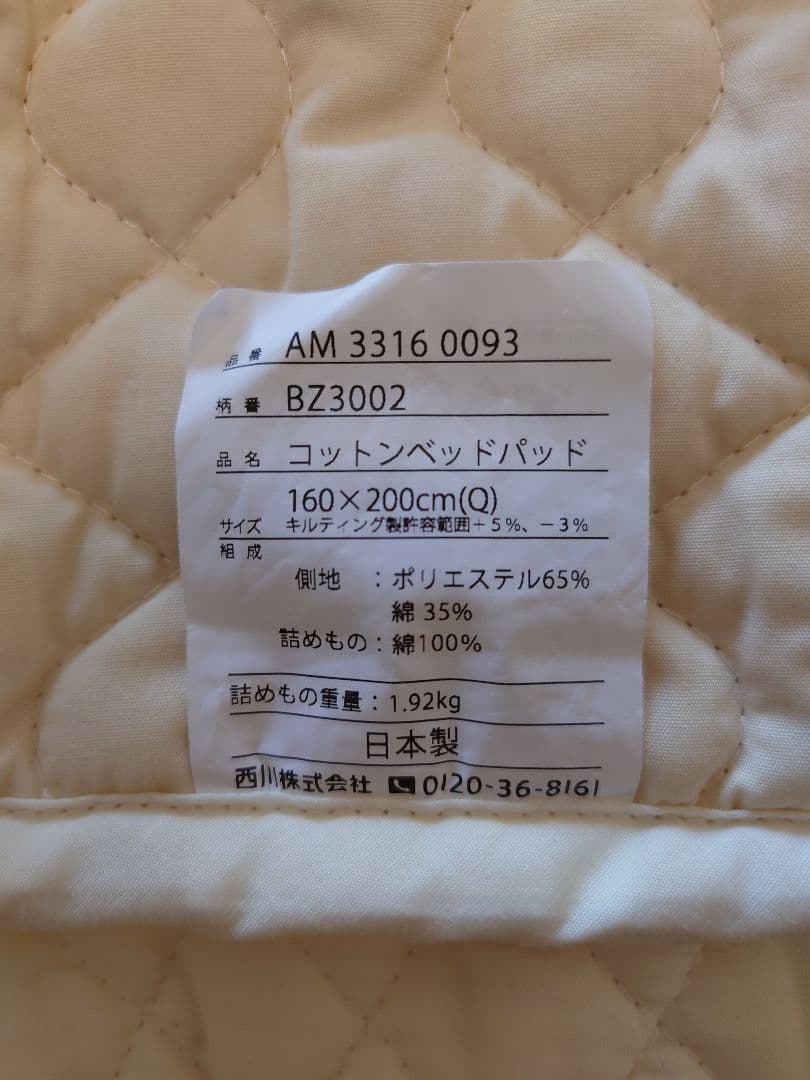 品番 AM 3316 0093
柄番 BZ3002
品名 コットンベッドパッド
160×200cm(Q)
サイズ キルティング製許容範囲+5%、-3%
組成
側地 : ポリエステル65%
綿 35%
詰めもの : 綿100%
詰めもの重量 : 1.92kg
日本製
西川株式会社 0120-36-8161